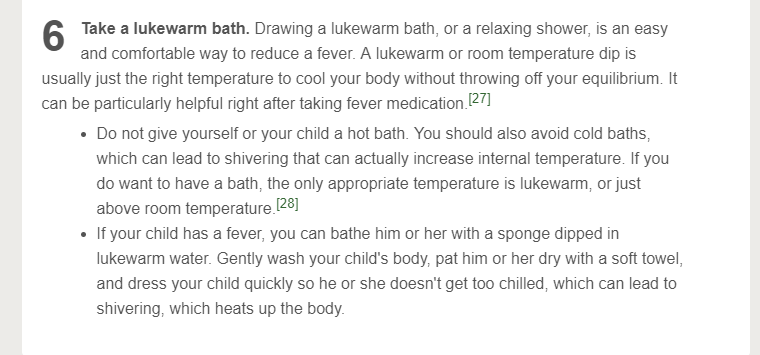 6 Take a lukewarm bath. Drawing a lukewarm bath, or a relaxing shower, is an easy
and comfortable way to reduce a fever. A lukewarm or room temperature dip is
usually just the right temperature to cool your body without throwing off your equilibrium. It
can be particularly helpful right after taking fever medication.[27]
• Do not give yourself or your child a hot bath. You should also avoid cold baths,
which can lead to shivering that can actually increase internal temperature. If you
do want to have a bath, the only appropriate temperature is lukewarm, or just
above room temperature.[28]
• If your child has a fever, you can bathe him or her with a sponge dipped in
lukewarm water. Gently wash your child's body, pat him or her dry with a soft towel,
and dress your child quickly so he or she doesn't get too chilled, which can lead to
shivering, which heats up the body.